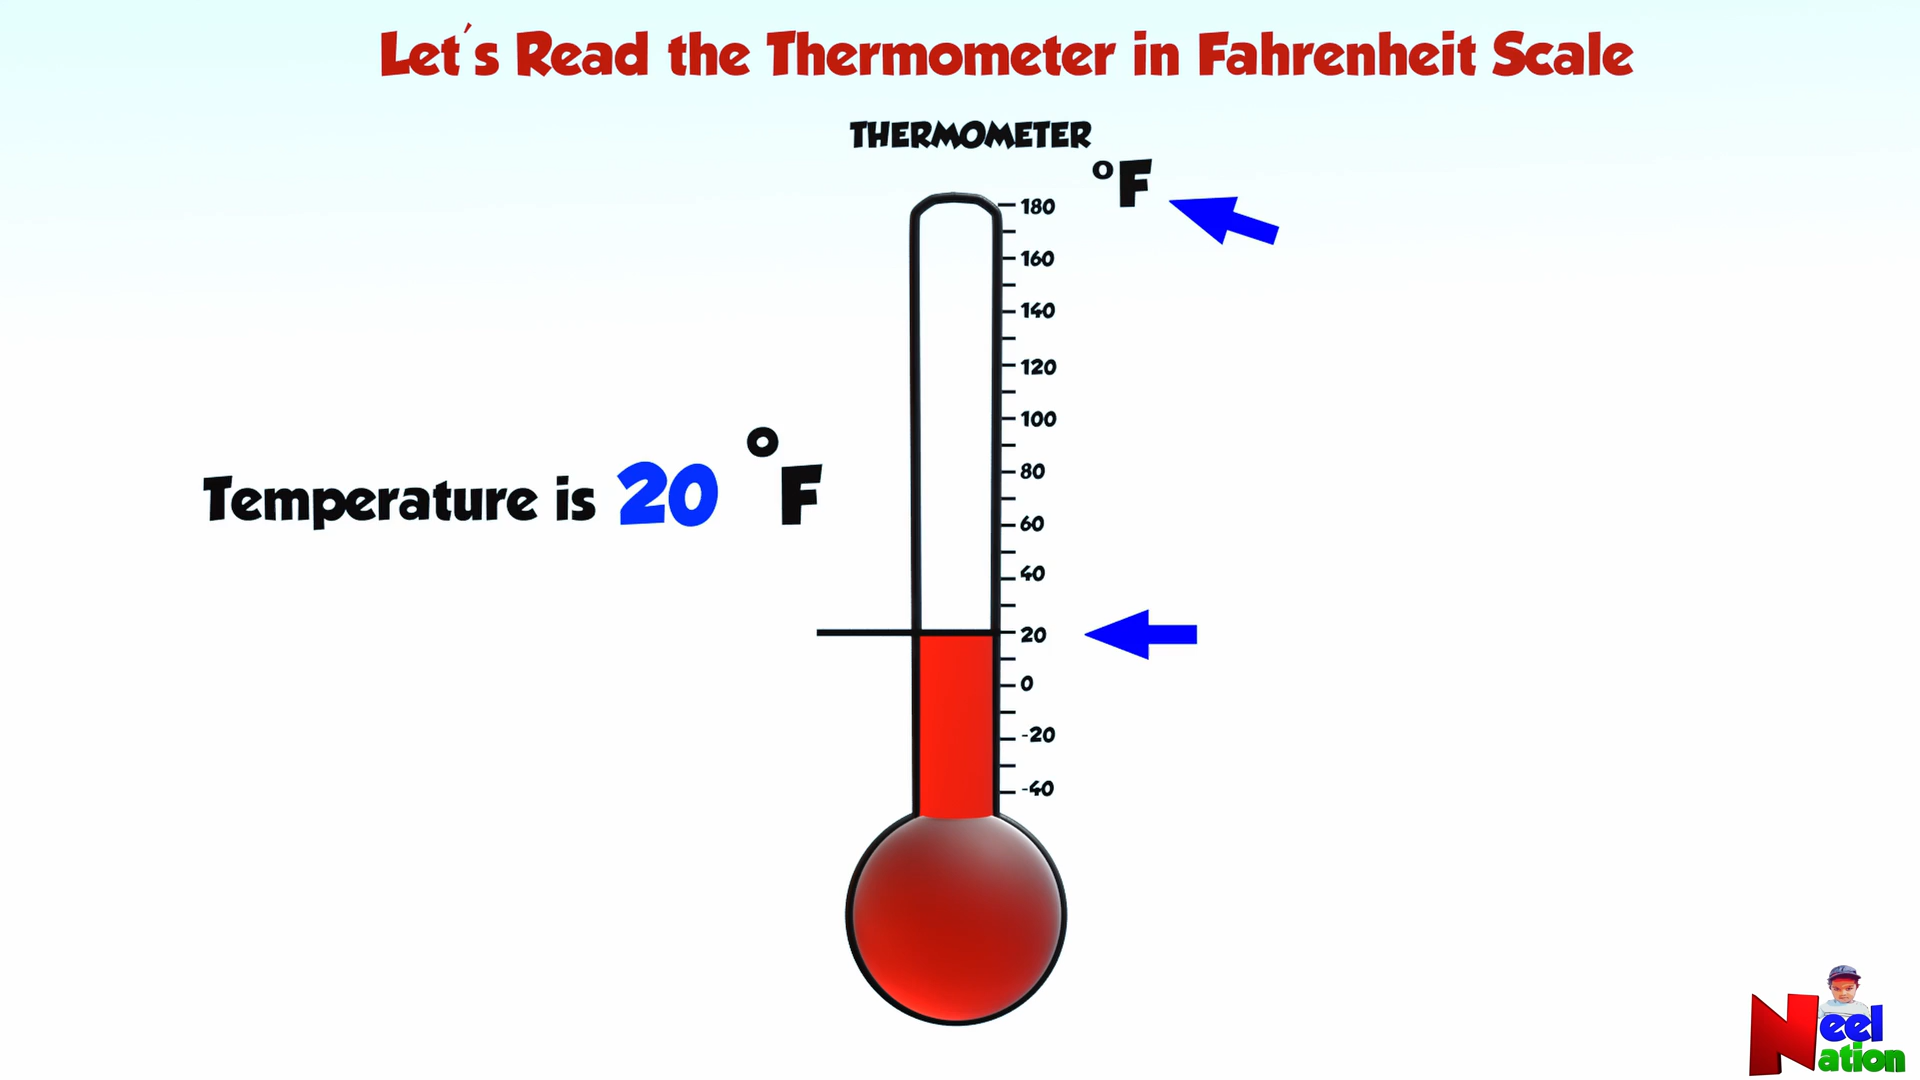 Let's Read the Thermometer in Fahrenheit Scale
THERMOMETER
°F
180
160
140
120
100
80
Temperature is 20 °F
60
40
20
0
-20
-40
Neel
Nation